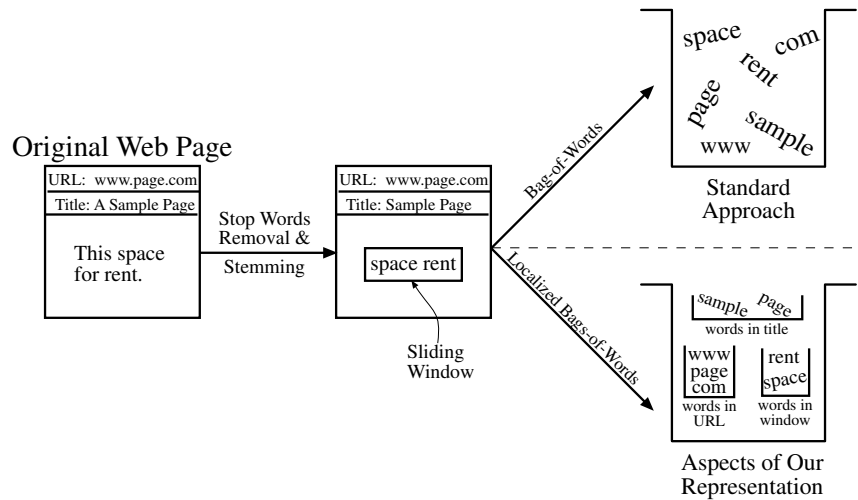 Original Web Page
URL: www.page.com
Title: A Sample Page
This space
for rent.
Stop Words
Removal &
Stemming
URL: www.page.com
Title: Sample Page
space rent
Sliding
Window
Bag-of-Words
space
com
rent
page
sample
www
Standard
Approach
Localized Bags-of-Words
sample page
words in title
www
page
com
words in
URL
rent
space
words in
window
Aspects of Our
Representation